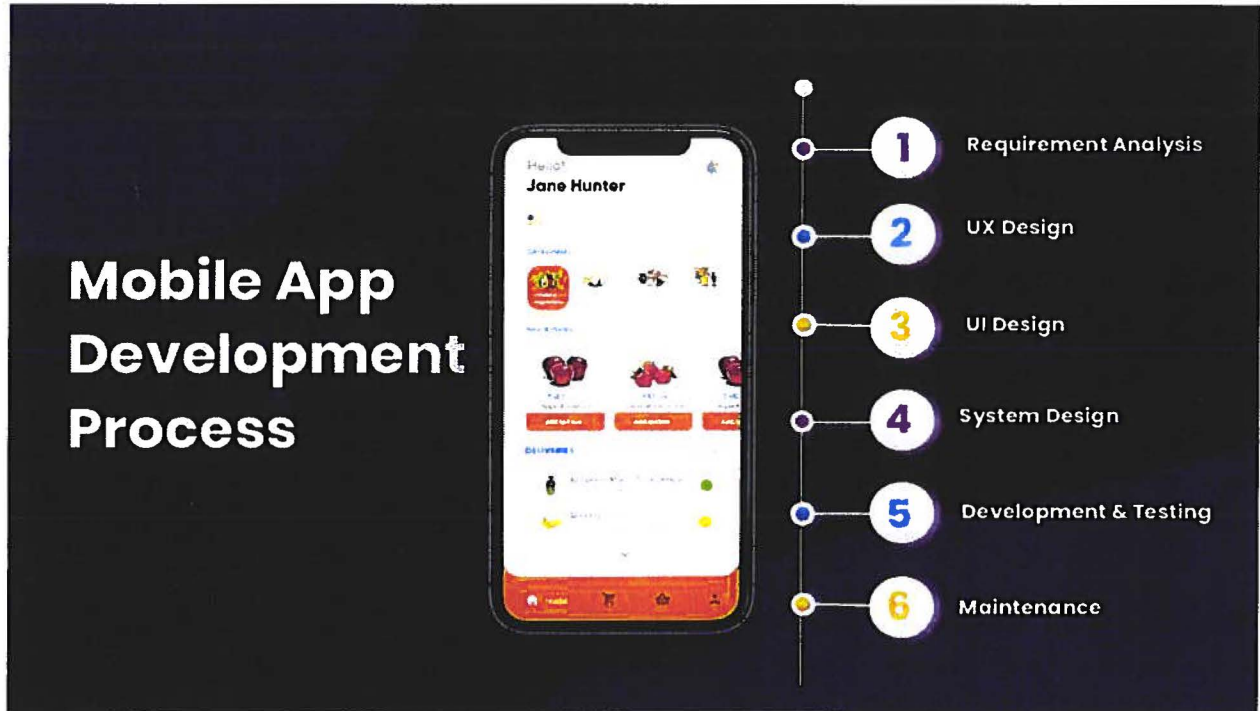 Mobile App
Development
Process
Hello!
Jane Hunter
1
Requirement Analysis
2
UX Design
3
UI Design
4
System Design
5
Development & Testing
6
Maintenance